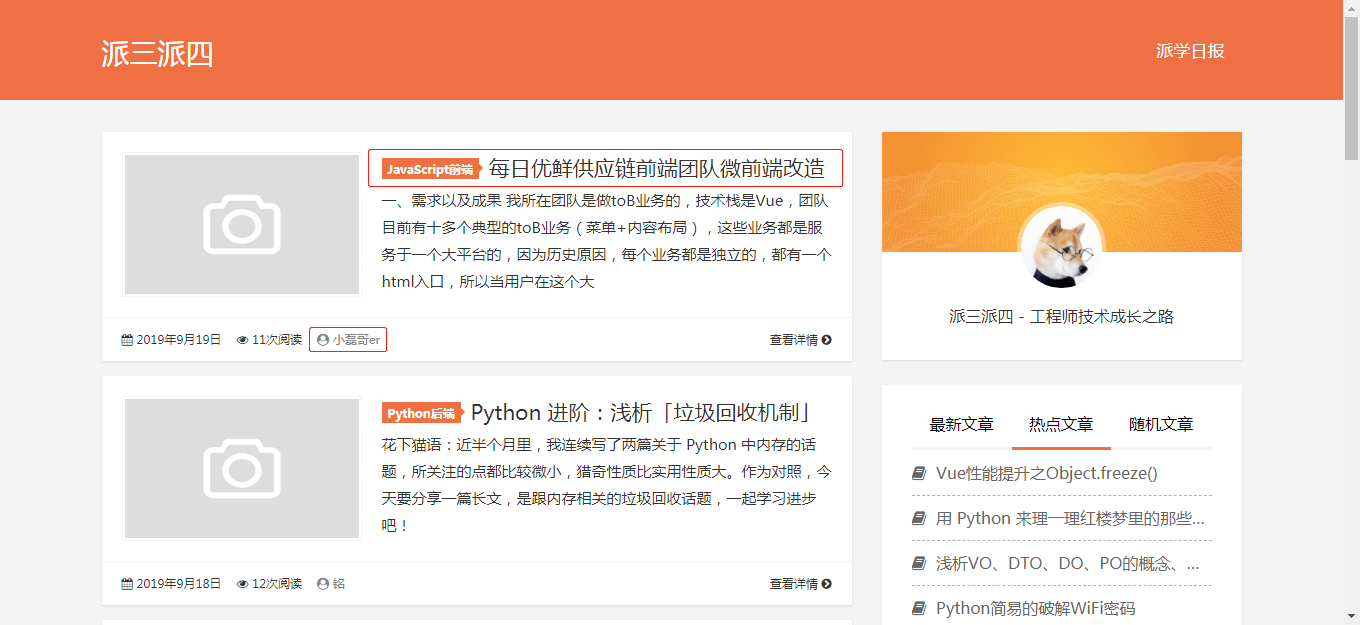 派三派四
派学日报
JavaScript前端 每日优鲜供应链前端团队微前端改造
一、需求以及成果 我所在团队是做toB业务的，技术栈是Vue，团队
目前有十多个典型的toB业务（菜单+内容布局），这些业务都是服
务于一个大平台的，因为历史原因，每个业务都是独立的，都有一个
html入口，所以当用户在这个大
2019年9月19日 11次阅读 小磊哥er 查看详情
Python后端 Python 进阶：浅析「垃圾回收机制」
花下猫语：近半个月里，我连续写了两篇关于 Python 中内存的话
题，所关注的点都比较微小，猎奇性质比实用性质大。作为对照，今
天要分享一篇长文，是跟内存相关的垃圾回收话题，一起学习进步
吧！
2019年9月18日 12次阅读 铭 查看详情
派三派四 - 工程师技术成长之路
最新文章 热点文章 随机文章
Vue性能提升之Object.freeze()
用 Python 来理一理红楼梦里的那些...
浅析VO、DTO、DO、PO的概念、...
Python简易的破解WiFi密码